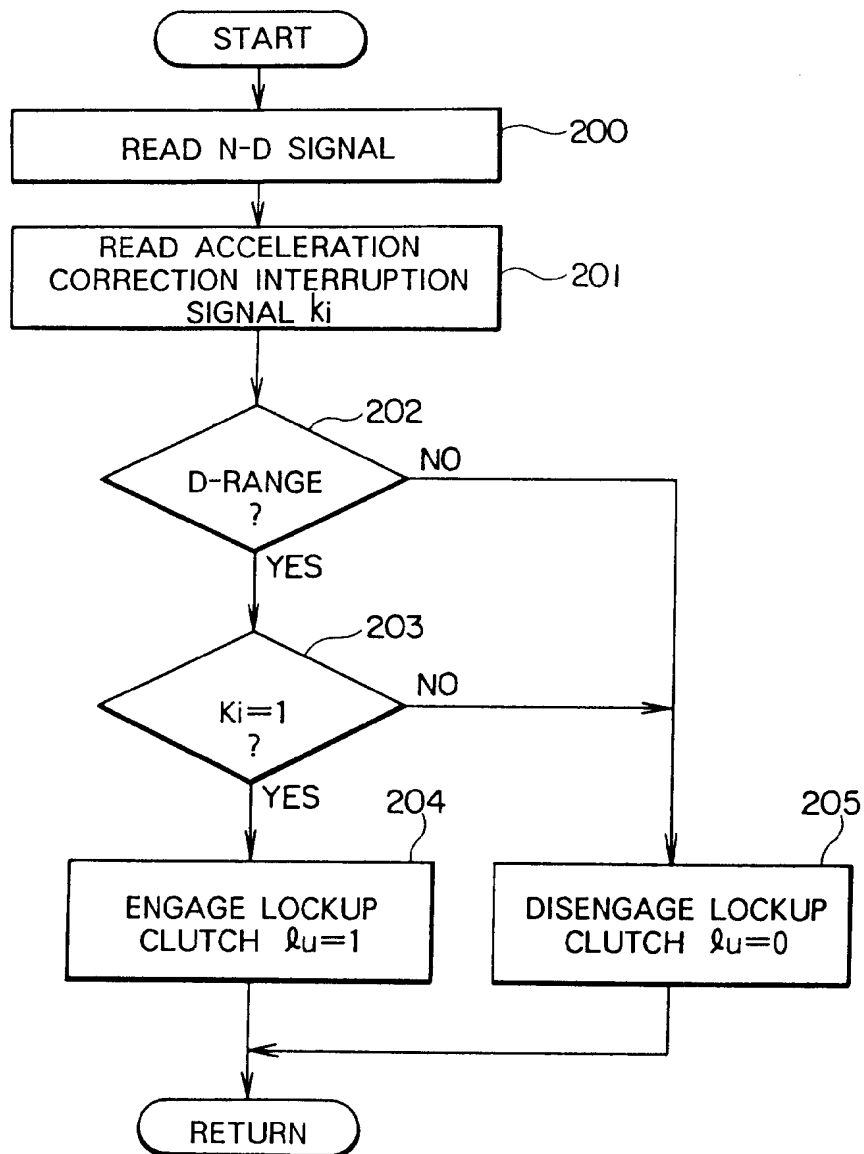 START
READ N-D SIGNAL
200
READ ACCELERATION
CORRECTION INTERRUPTION
SIGNAL ki
201
202
D-RANGE
?
NO
YES
203
Ki=1
?
NO
YES
204
ENGAGE LOCKUP
CLUTCH ℓu=1
205
DISENGAGE LOCKUP
CLUTCH ℓu=0
RETURN